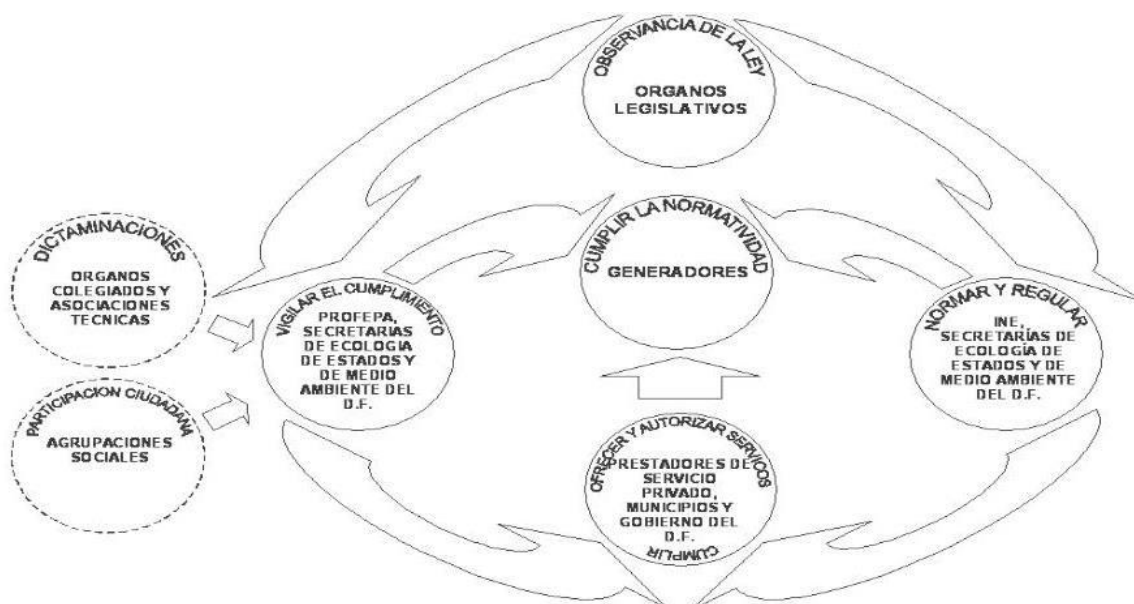 OBSERVANCIA DE LA LEY
ORGANOS
LEGISLATIVOS
CUMPLIR LA NORMATIVIDAD
GENERADORES
DICTAMINACIONES
ORGANOS
COLEGIADOS Y
ASOCIACIONES
TECNICAS
PARTICIPACION CIUDADANA
AGRUPACIONES
SOCIALES
VIGILAR EL CUMPLIMIENTO
PROFEPA,
SECRETARIAS
DE ECOLOGIA
DE ESTADOS Y
DE MEDIO
AMBIENTE DEL
D.F.
NORMAR Y REGULAR
INE,
SECRETARÍAS DE
ECOLOGÍA DE
ESTADOS Y DE
MEDIO AMBIENTE
DEL D.F.
OFRECER Y AUTORIZAR SERVICOS
PRESTADORES DE
SERVICIO
PRIVADO,
MUNICIPIOS Y
GOBIERNO DEL
D.F.
CUMPLIR